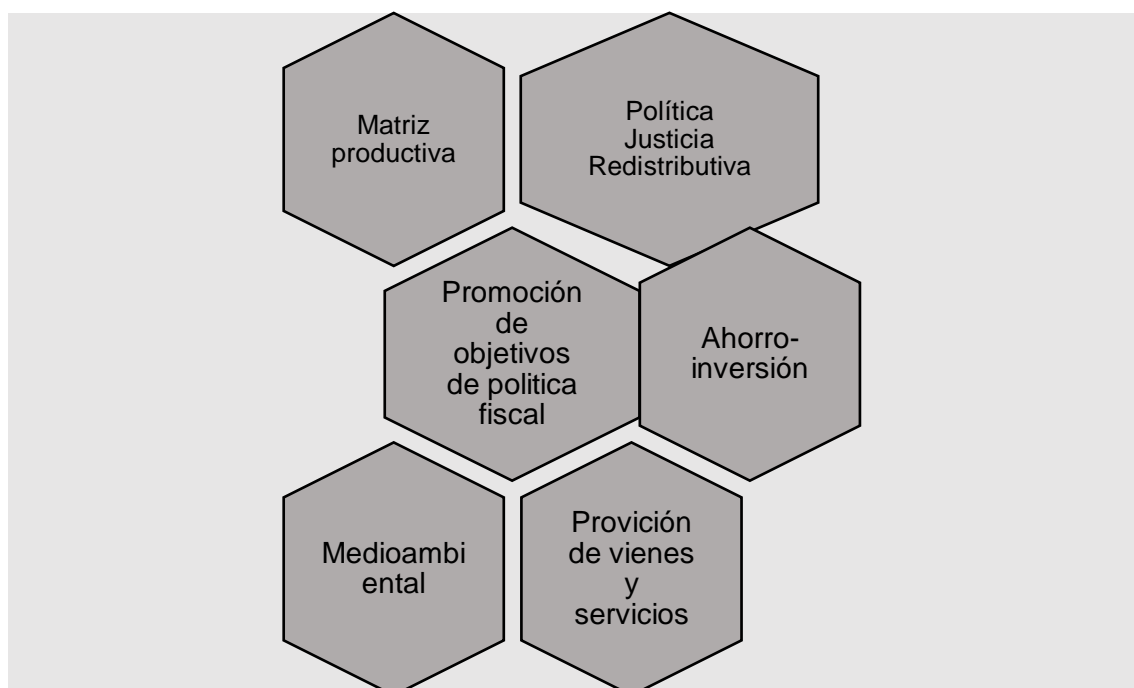 Matriz
productiva
Política
Justicia
Redistributiva
Promoción
de
objetivos
de politica
fiscal
Ahorro-
inversión
Medioambi
ental
Provición
de vienes
y
servicios